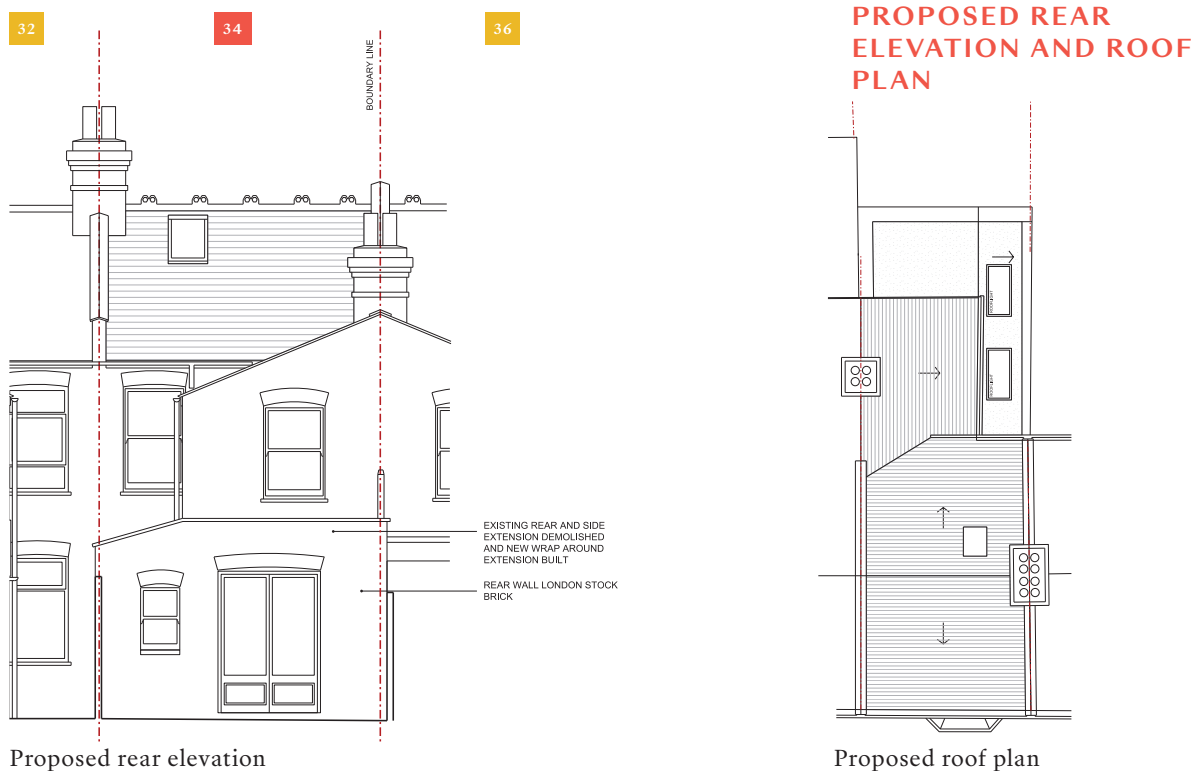 32
34
36
PROPOSED REAR
ELEVATION AND ROOF
PLAN
BOUNDARY LINE
EXISTING REAR AND SIDE
EXTENSION DEMOLISHED
AND NEW WRAP AROUND
EXTENSION BUILT
REAR WALL LONDON STOCK
BRICK
Proposed rear elevation
Proposed roof plan